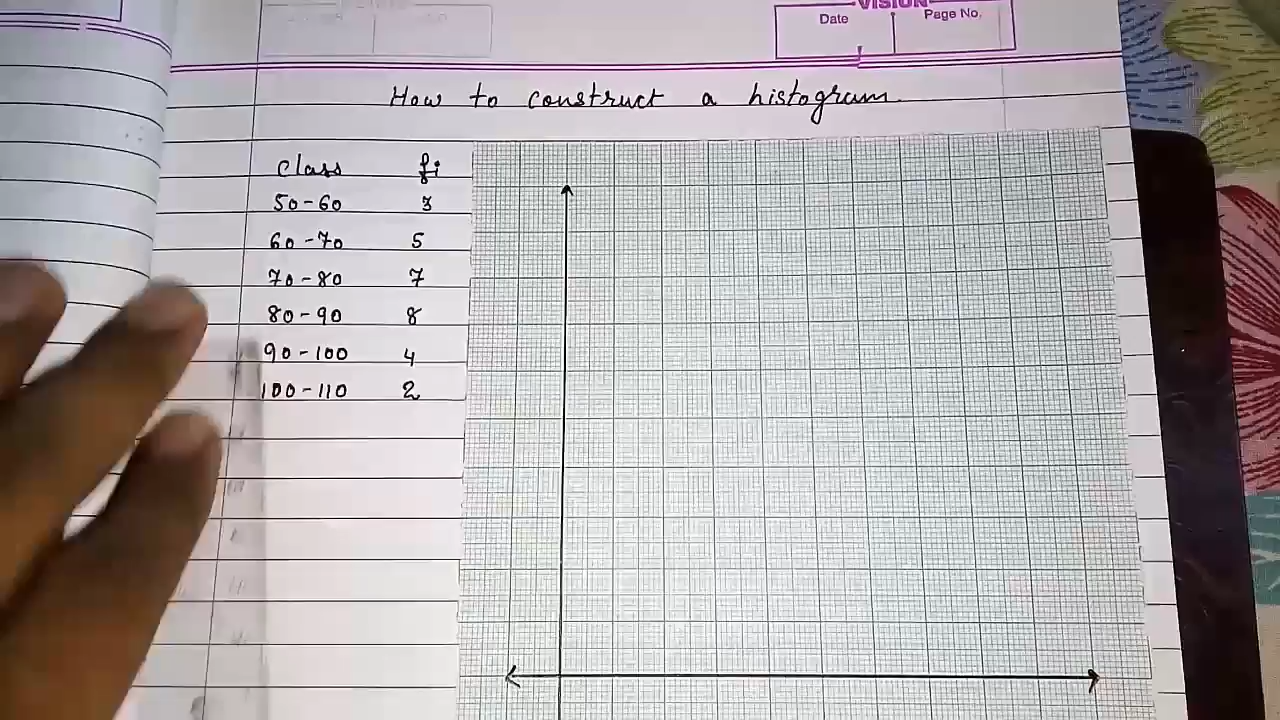 VISION
Date Page No.
How to construct a histogram.
class fi
50-60 3
60-70 5
70-80 7
80-90 8
90-100 4
100-110 2